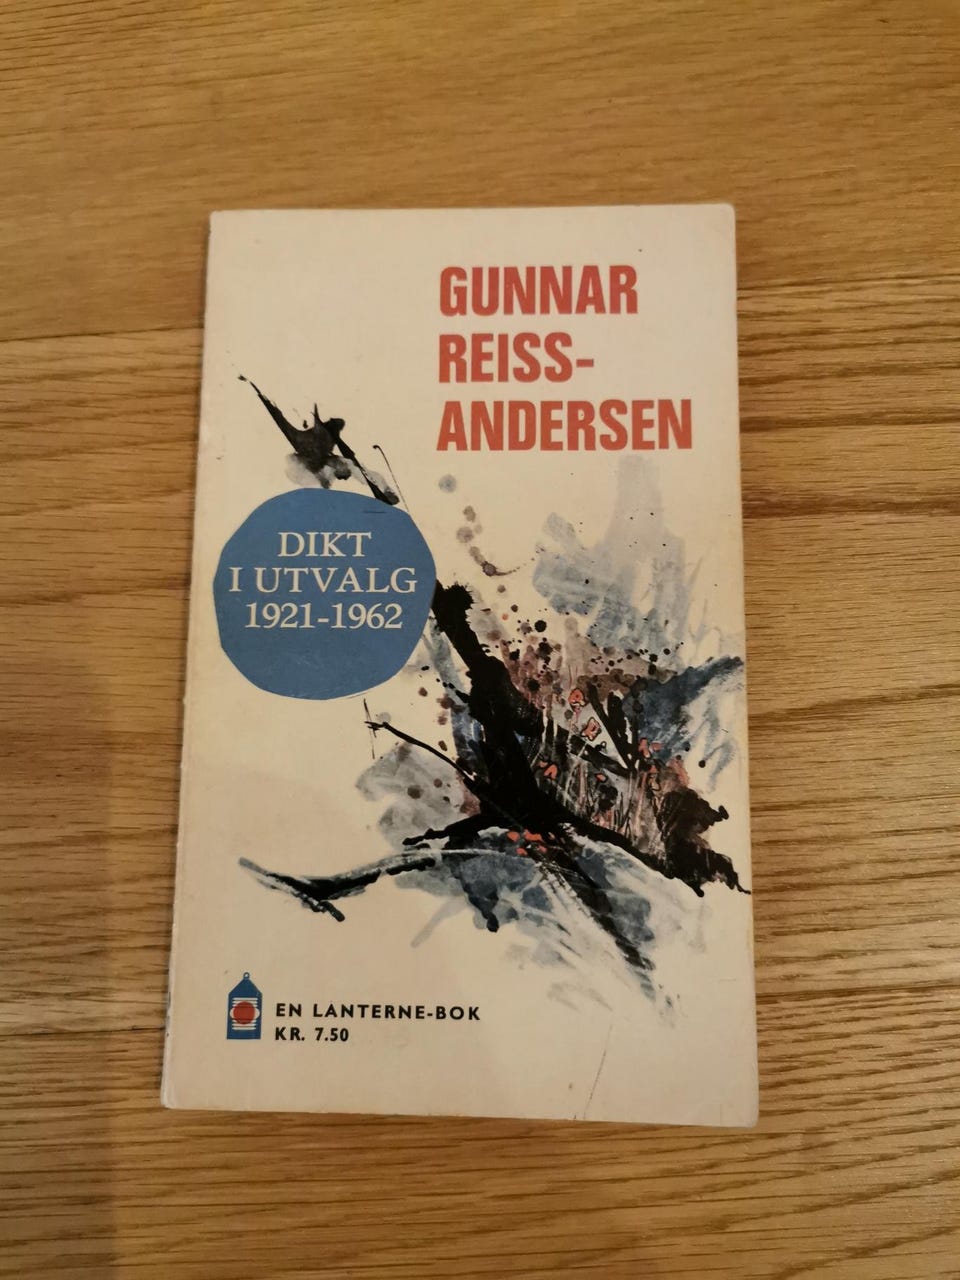 GUNNAR
REISS-
ANDERSEN
DIKT
I UTVALG
1921-1962
EN LANTERNE-BOK
KR. 7.50